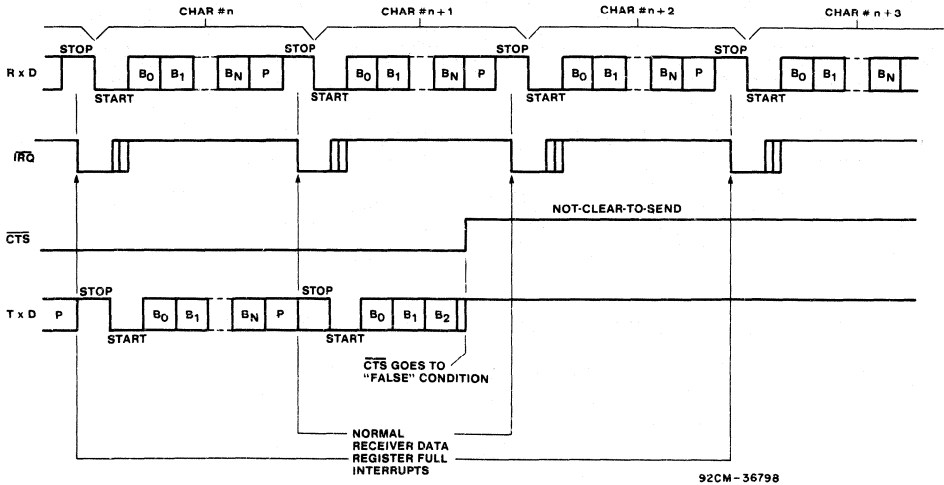 CHAR #n CHAR #n+1 CHAR #n+2 CHAR # n+3
STOP STOP STOP STOP
RxD B0 B1 BN P B0 B1 BN P B0 B1 BN P B0 B1 BN
START START START START
IRQ
NOT-CLEAR-TO-SEND
CTS
STOP STOP
TxD P B0 B1 BN P B0 B1 B2
START START
CTS GOES TO
"FALSE" CONDITION
NORMAL
RECEIVER DATA
REGISTER FULL
INTERRUPTS
92CM-36798